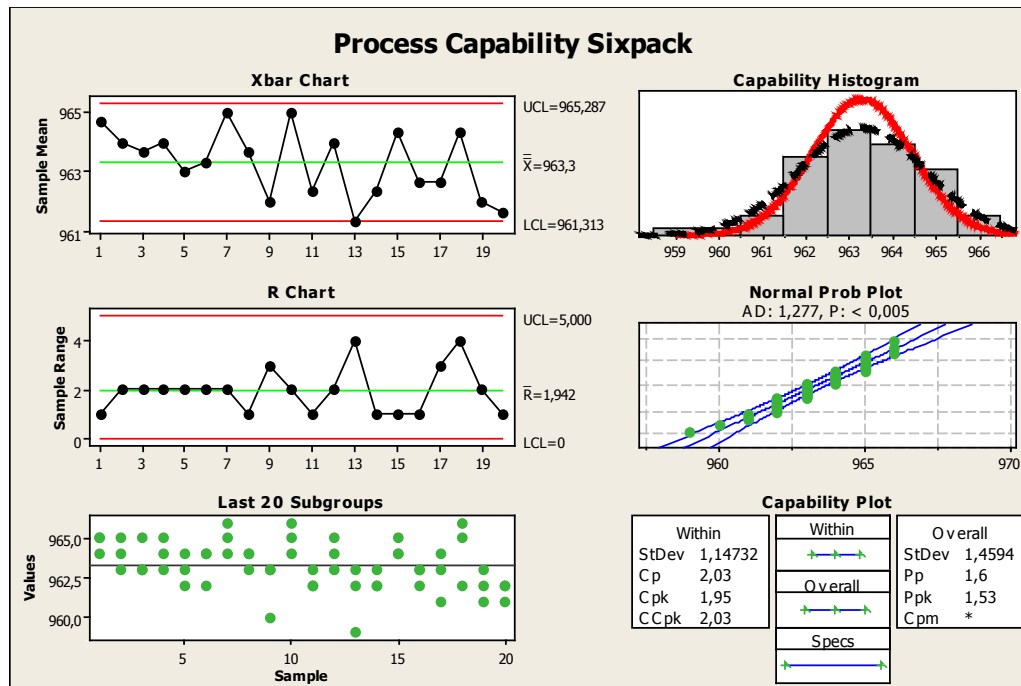 Process Capability Sixpack
Xbar Chart
Sample Mean
965
963
961
1 3 5 7 9 11 13 15 17 19
UCL=965,287
X=963,3
LCL=961,313
Capability Histogram
959 960 961 962 963 964 965 966
R Chart
Sample Range
4
2
0
1 3 5 7 9 11 13 15 17 19
UCL=5,000
R=1,942
LCL=0
Normal Prob Plot
AD: 1,277, P: < 0,005
960 965 970
Last 20 Subgroups
Values
965,0
962,5
960,0
5 10 15 20
Sample
Capability Plot
Within
StDev 1,14732
Cp 2,03
Cpk 1,95
CCpk 2,03
Within
Overall
Specs
Overall
StDev 1,4594
Pp 1,6
Ppk 1,53
Cpm *